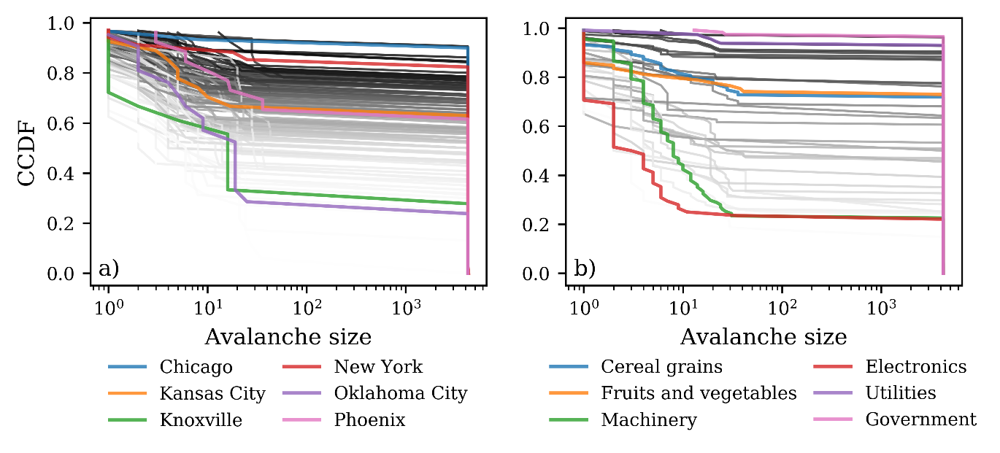 1.0
0.8
0.6
0.4
0.2
0.0
CCDF
a)
10⁰ 10¹ 10² 10³
Avalanche size
Chicago New York
Kansas City Oklahoma City
Knoxville Phoenix
1.0
0.8
0.6
0.4
0.2
0.0
b)
10⁰ 10¹ 10² 10³
Avalanche size
Cereal grains Electronics
Fruits and vegetables Utilities
Machinery Government